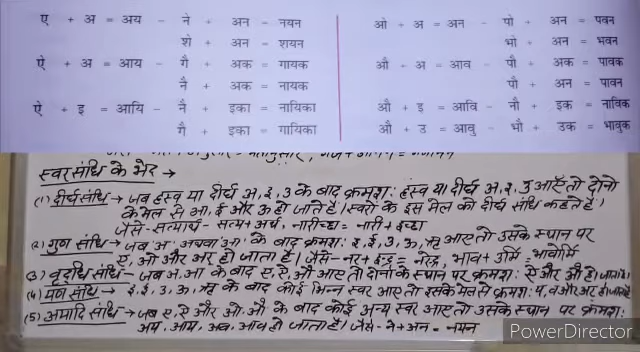 ए + अ = अय - ने + अन = नयन
शे + अन = शयन
ऐ + अ = आय - गै + अक = गायक
नै + अक = नायक
ऐ + इ = आयि - नै + इका = नायिका
गै + इका = गायिका
ओ + अ = अन - पो + अन = पवन
भो + अन = भवन
औ + अ = आव - पौ + अक = पावक
पौ + अन = पावन
औ + इ = आवि - नौ + इक = नाविक
औ + उ = आवु - भौ + उक = भावुक
स्वर संधि के भेद →
(1) दीर्घ संधि → जब ह्रस्व या दीर्घ अ, इ, उ के बाद क्रमशः ह्रस्व या दीर्घ अ, इ, उ आएँ तो दोनो
के मेल से आ, ई और ऊ हो जाते है। स्वरों के इस मेल को दीर्घ संधि कहते हैं।
जैसे - सत्यार्थ - सत्य + अर्थ, नारीच्छा = नारी + इच्छा
(2) गुण संधि → जब 'अ' अथवा 'आ' के बाद क्रमशः इ, ई, उ, ऊ, ऋ आए तो उसके स्थान पर
ए, ओ और अर हो जाता है। जैसे - नर + इन्द्र = नरेन्द्र, भाव + उर्मि = भावोर्मि
(3) वृद्धि संधि - जब अ, आ के बाद ए, ऐ, ओ, औ आए तो दोनो के स्थान पर क्रमशः ऐ और औ हो जाता है।
(4) यण संधि → इ, ई, उ, ऊ, ऋ के बाद कोई भिन्न स्वर आए तो इसके मेल से क्रमशः य, व और अर हो जाता है
(5) अयादि संधि → जब ए, ऐ और ओ, औ के बाद कोई अन्य स्वर आए तो उसके स्थान पर क्रमशः
अय, आय, अव, आव हो जाता है। जैसे - ने + अन = नयन
PowerDirector